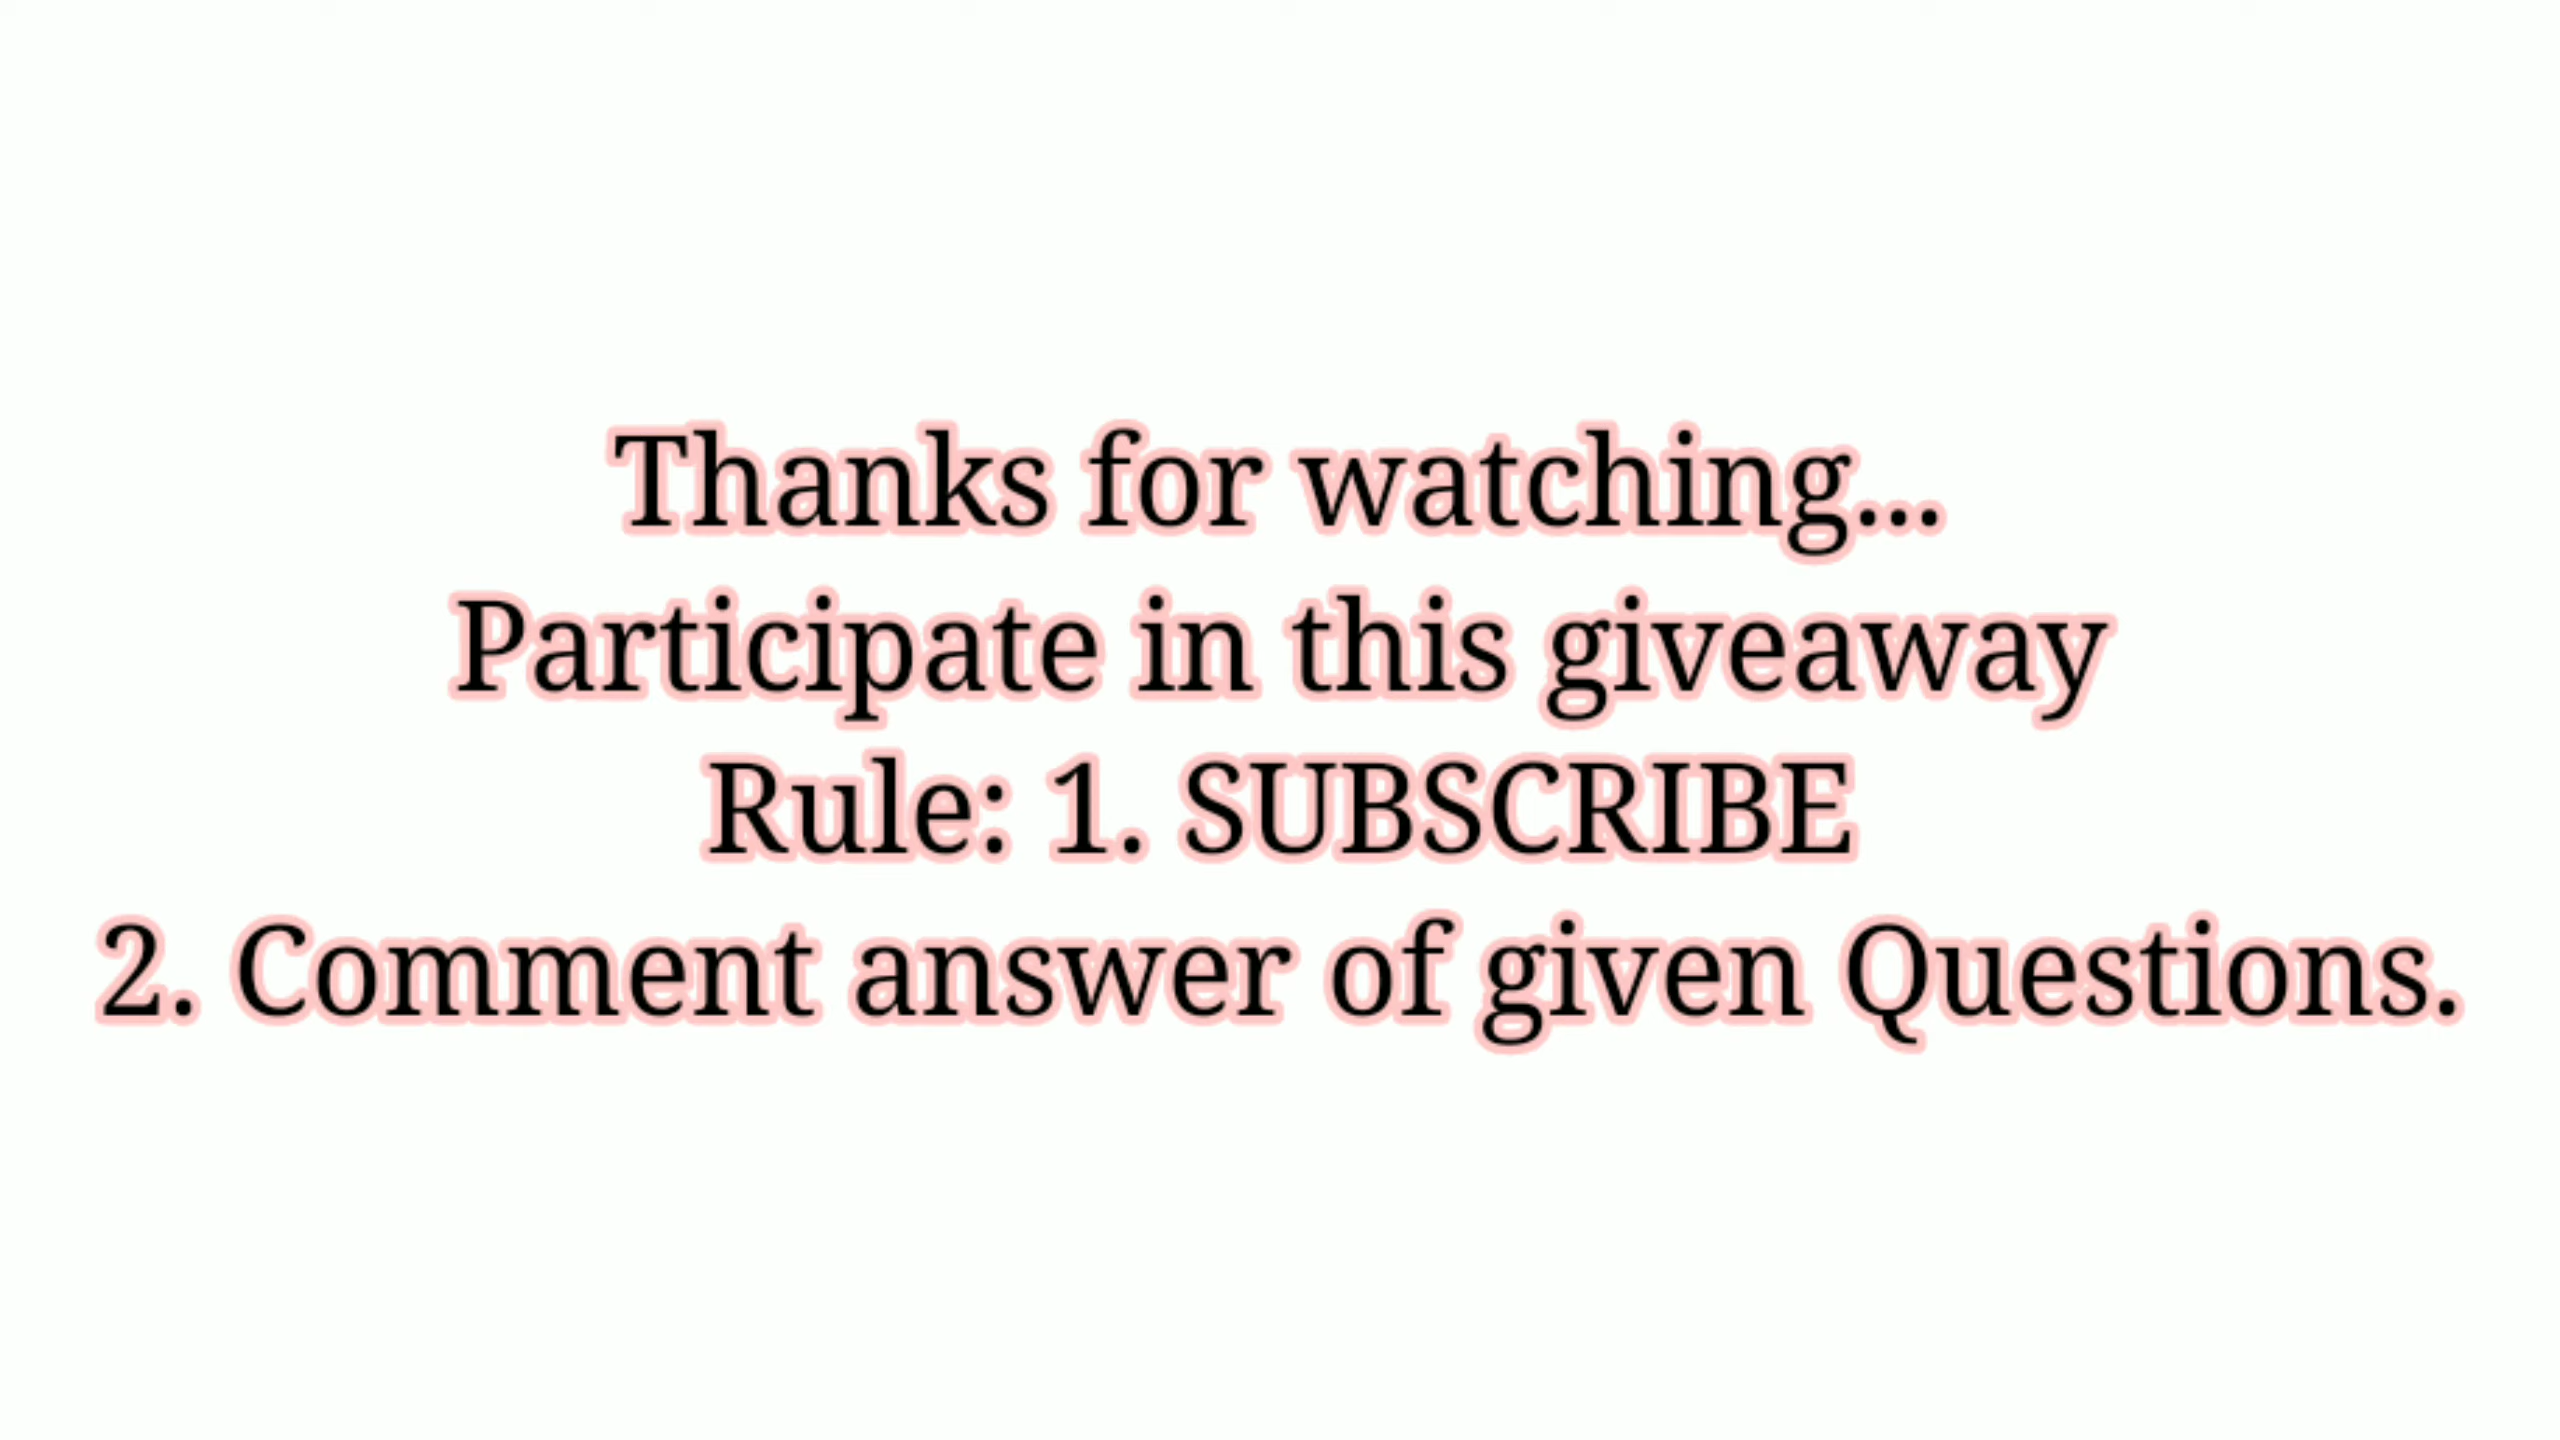 Thanks for watching...
Participate in this giveaway
Rule: 1. SUBSCRIBE
2. Comment answer of given Questions.